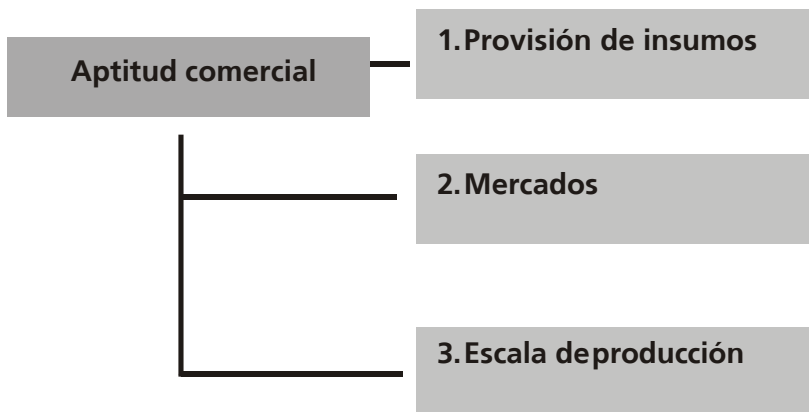 Aptitud comercial
1.Provisión de insumos
2.Mercados
3.Escala deproducción